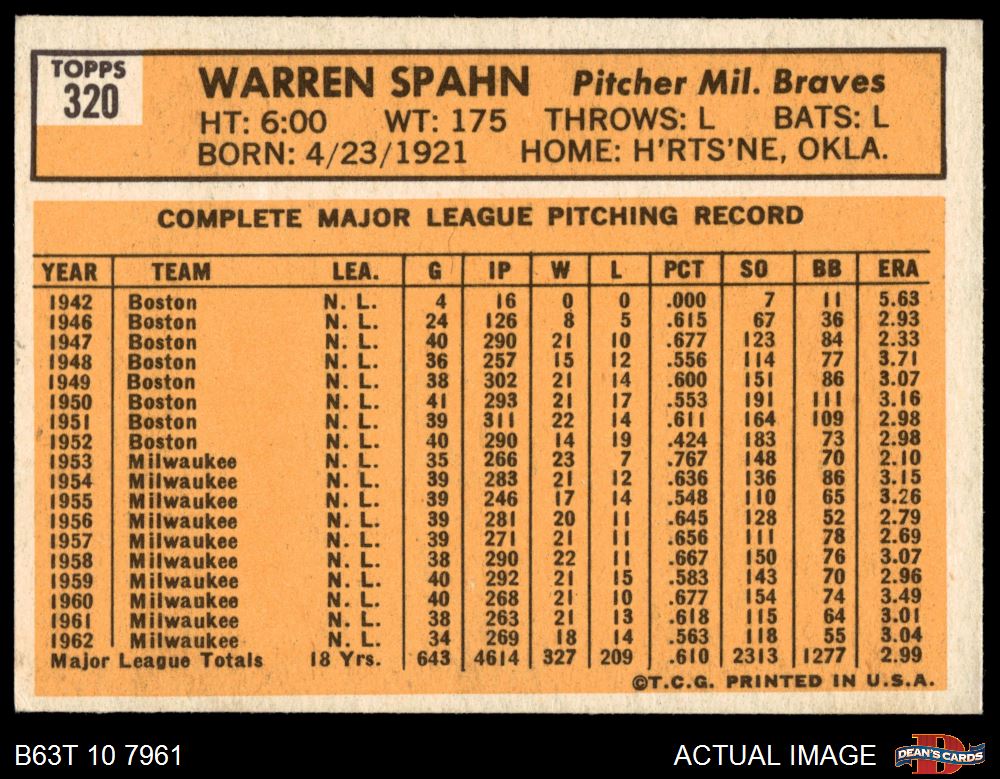 TOPPS
320
WARREN SPAHN Pitcher Mil. Braves
HT: 6:00 WT: 175 THROWS: L BATS: L
BORN: 4/23/1921 HOME: H'RTS'NE, OKLA.
COMPLETE MAJOR LEAGUE PITCHING RECORD
YEAR TEAM LEA. G IP W L PCT SO BB ERA
1942 Boston N. L. 4 16 0 0 .000 7 11 5.63
1946 Boston N. L. 24 126 8 5 .615 67 36 2.93
1947 Boston N. L. 40 290 21 10 .677 123 84 2.33
1948 Boston N. L. 36 257 15 12 .556 114 77 3.71
1949 Boston N. L. 38 302 21 14 .600 151 86 3.07
1950 Boston N. L. 41 293 21 17 .553 191 111 3.16
1951 Boston N. L. 39 311 22 14 .611 164 109 2.98
1952 Boston N. L. 40 290 14 19 .424 183 73 2.98
1953 Milwaukee N. L. 35 266 23 7 .767 148 70 2.10
1954 Milwaukee N. L. 39 283 21 12 .636 136 86 3.15
1955 Milwaukee N. L. 39 246 17 14 .548 110 65 3.26
1956 Milwaukee N. L. 39 281 20 11 .645 128 52 2.79
1957 Milwaukee N. L. 39 271 21 11 .656 111 78 2.69
1958 Milwaukee N. L. 38 290 22 11 .667 150 76 3.07
1959 Milwaukee N. L. 40 292 21 15 .583 143 70 2.96
1960 Milwaukee N. L. 40 268 21 10 .677 154 74 3.49
1961 Milwaukee N. L. 38 263 21 13 .618 115 64 3.01
1962 Milwaukee N. L. 34 269 18 14 .563 118 55 3.04
Major League Totals 18 Yrs. 643 4614 327 209 .610 2313 1277 2.99
©T.C.G. PRINTED IN U.S.A.
B63T 10 7961 ACTUAL IMAGE DEAN'S CARDS